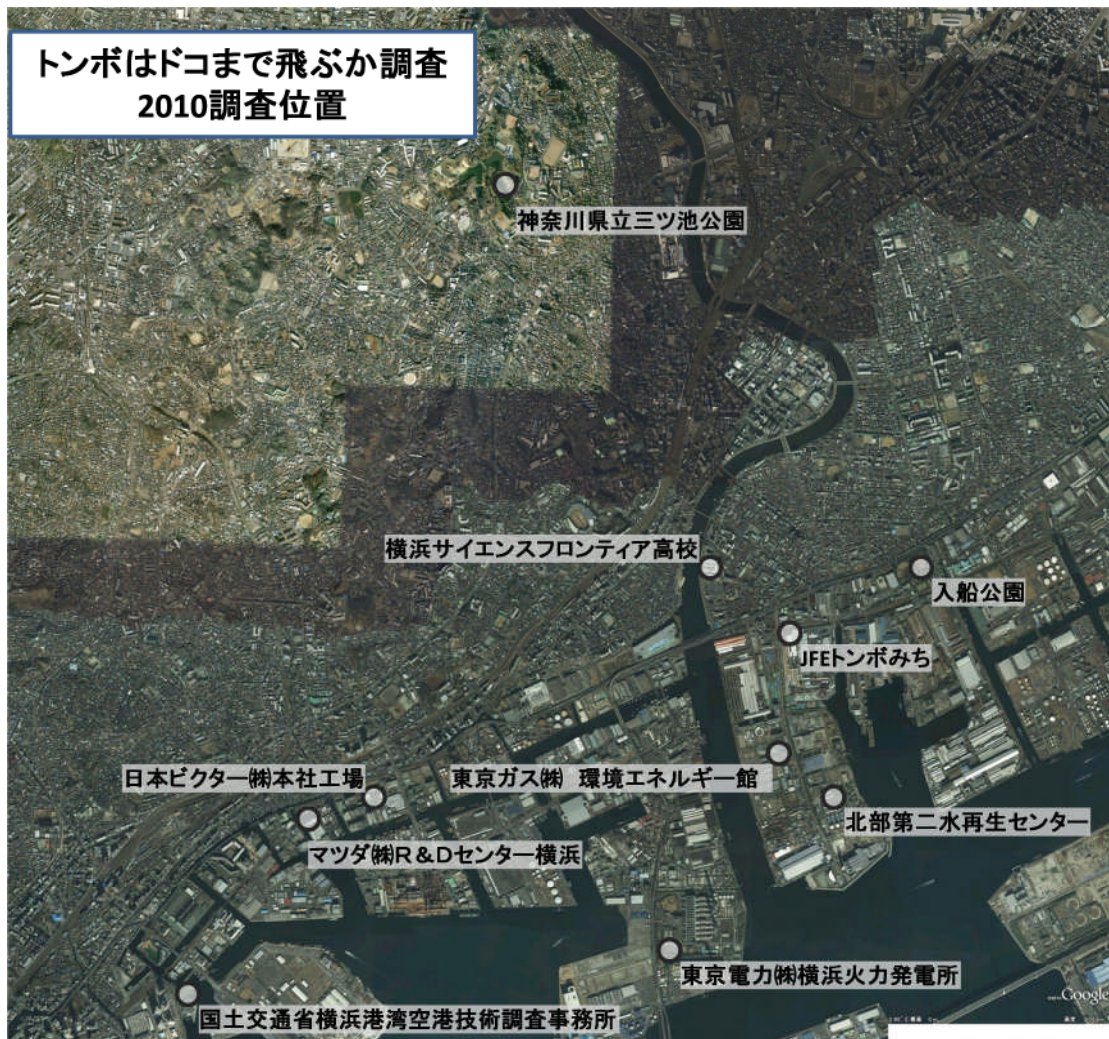 トンボはドコまで飛ぶか調査
2010調査位置
神奈川県立三ツ池公園
横浜サイエンスフロンティア高校
入船公園
JFEトンボみち
日本ビクター㈱本社工場
東京ガス㈱ 環境エネルギー館
北部第二水再生センター
マツダ㈱R&Dセンター横浜
東京電力㈱横浜火力発電所
国土交通省横浜港湾空港技術調査事務所
Google